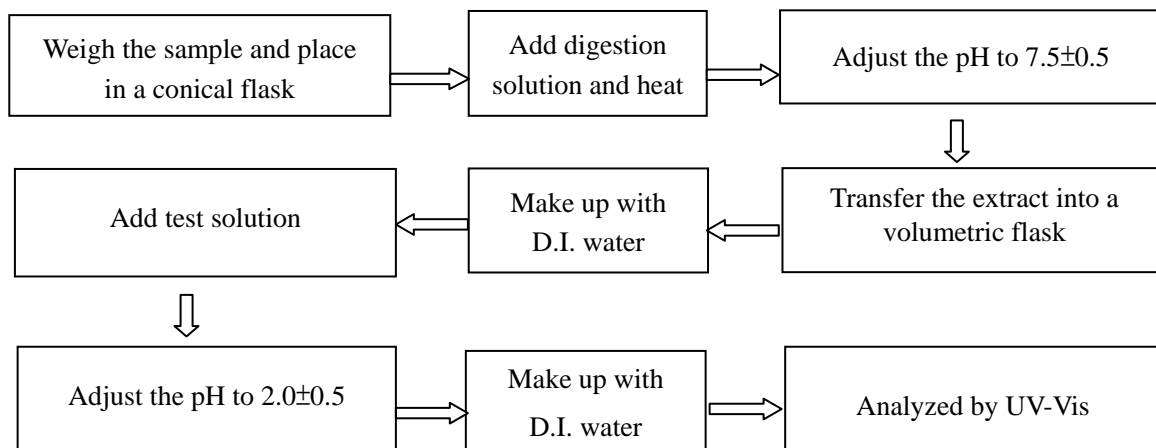 Weigh the sample and place
in a conical flask
Add digestion
solution and heat
Adjust the pH to 7.5±0.5
Transfer the extract into a
volumetric flask
Make up with
D.I. water
Add test solution
Adjust the pH to 2.0±0.5
Make up with
D.I. water
Analyzed by UV-Vis